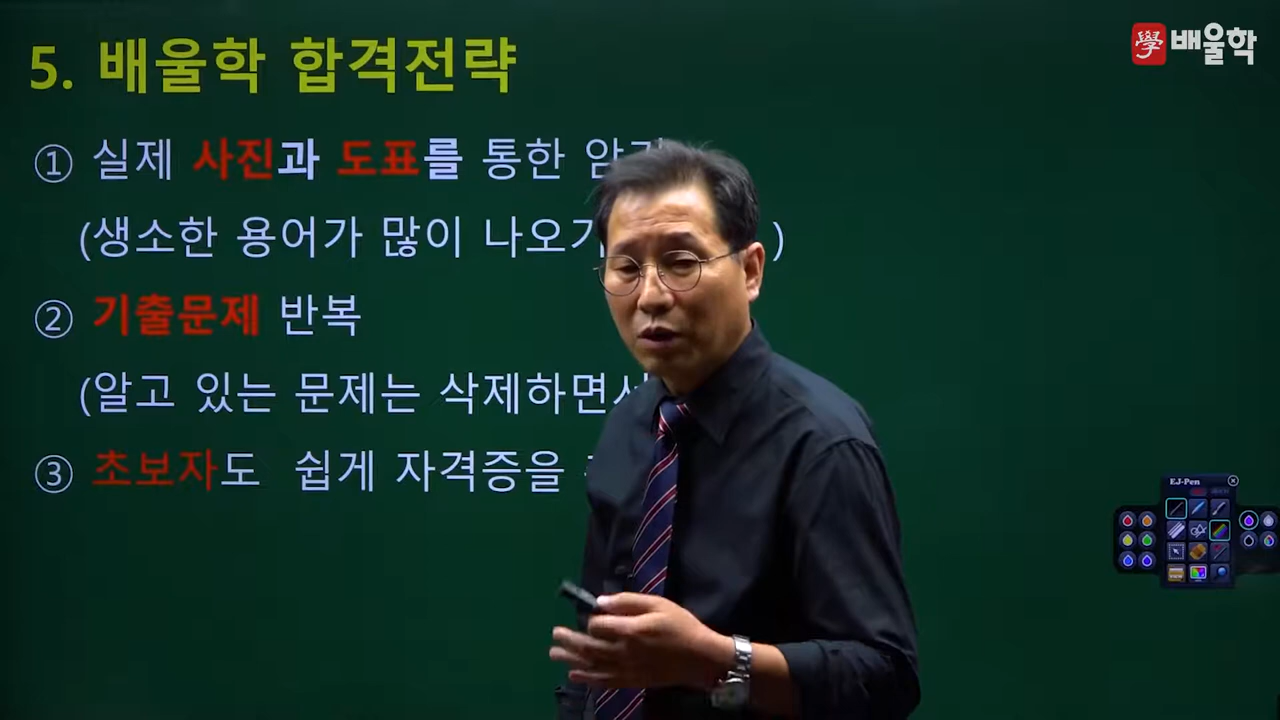 5. 배울학 합격전략
學 배울학
① 실제 사진과 도표를 통한
(생소한 용어가 많이 나오기 )
② 기출문제 반복
(알고 있는 문제는 삭제하면서
③ 초보자도 쉽게 자격증을
EJ-Pen
VIEW